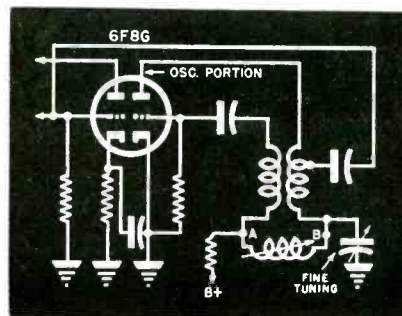 6F8G
OSC. PORTION
A
B
B+
FINE
TUNING